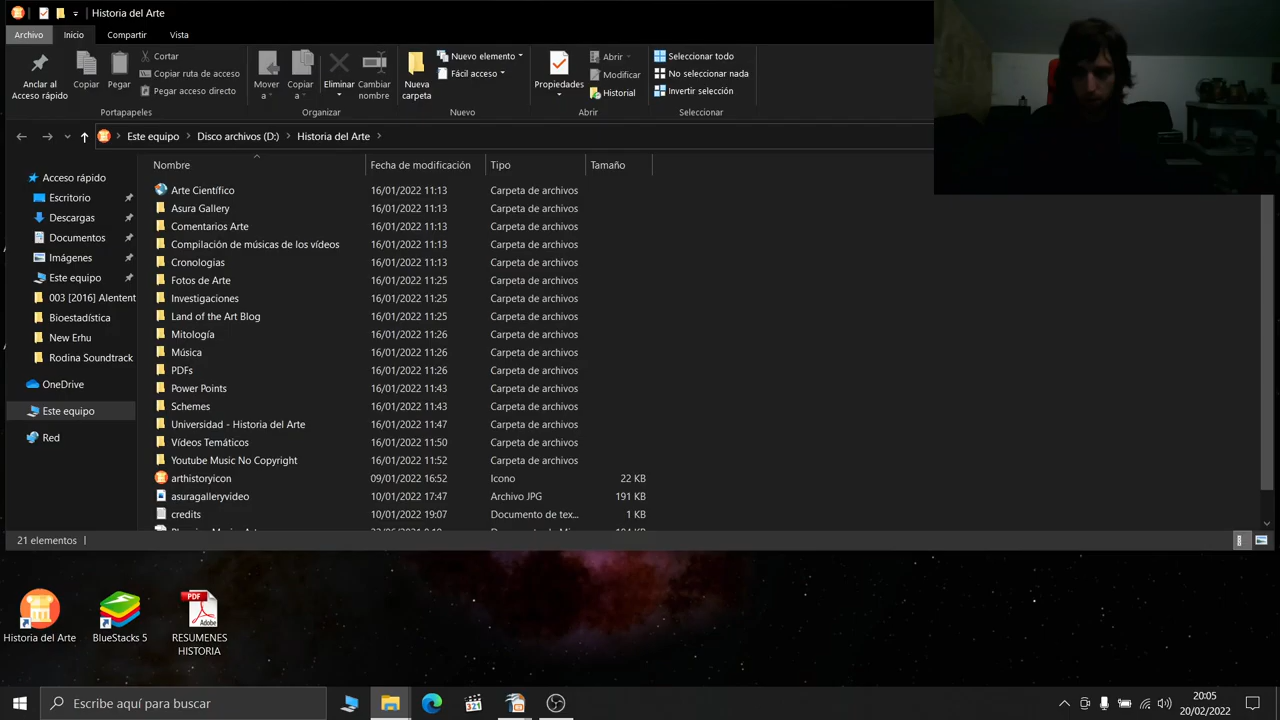 Historia del Arte
Archivo Inicio Compartir Vista
Anclar al Acceso rápido
Copiar
Pegar
Cortar
Copiar ruta de acceso
Pegar acceso directo
Portapapeles
Mover a
Copiar a
Eliminar
Cambiar nombre
Organizar
Nueva carpeta
Nuevo elemento
Fácil acceso
Nuevo
Propiedades
Abrir
Modificar
Historial
Abrir
Seleccionar todo
No seleccionar nada
Invertir selección
Seleccionar
Este equipo > Disco archivos (D:) > Historia del Arte >
Acceso rápido
Escritorio
Descargas
Documentos
Imágenes
Este equipo
003 [2016] Alentent
Bioestadística
New Erhu
Rodina Soundtrack
OneDrive
Este equipo
Red
Nombre Fecha de modificación Tipo Tamaño
Arte Científico 16/01/2022 11:13 Carpeta de archivos
Asura Gallery 16/01/2022 11:13 Carpeta de archivos
Comentarios Arte 16/01/2022 11:13 Carpeta de archivos
Compilación de músicas de los vídeos 16/01/2022 11:13 Carpeta de archivos
Cronologias 16/01/2022 11:13 Carpeta de archivos
Fotos de Arte 16/01/2022 11:25 Carpeta de archivos
Investigaciones 16/01/2022 11:25 Carpeta de archivos
Land of the Art Blog 16/01/2022 11:25 Carpeta de archivos
Mitología 16/01/2022 11:26 Carpeta de archivos
Música 16/01/2022 11:26 Carpeta de archivos
PDFs 16/01/2022 11:26 Carpeta de archivos
Power Points 16/01/2022 11:43 Carpeta de archivos
Schemes 16/01/2022 11:43 Carpeta de archivos
Universidad - Historia del Arte 16/01/2022 11:47 Carpeta de archivos
Vídeos Temáticos 16/01/2022 11:50 Carpeta de archivos
Youtube Music No Copyright 16/01/2022 11:52 Carpeta de archivos
arthistoryicon 09/01/2022 16:52 Icono 22 KB
asuragalleryvideo 10/01/2022 17:47 Archivo JPG 191 KB
credits 10/01/2022 19:07 Documento de tex... 1 KB
21 elementos
Historia del Arte
BlueStacks 5
PDF
Adobe
RESUMENES
HISTORIA
Escribe aquí para buscar
321
20:05
20/02/2022